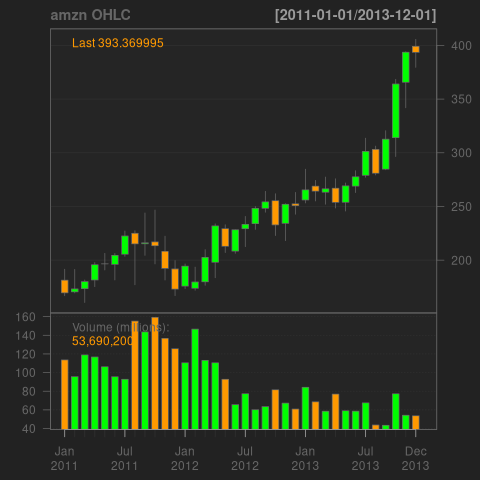 amzn OHLC [2011-01-01/2013-12-01]
Last 393.369995
400
350
300
250
200
Volume (millions):
53,690,200
160
140
120
100
80
60
40
Jan Jul Jan Jul Jan Jul Dec
2011 2011 2012 2012 2013 2013 2013